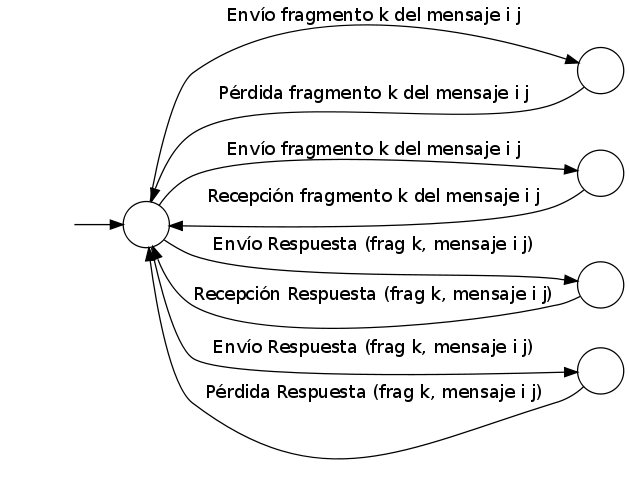 Envío fragmento k del mensaje i j
Pérdida fragmento k del mensaje i j
Envío fragmento k del mensaje i j
Recepción fragmento k del mensaje i j
Envío Respuesta (frag k, mensaje i j)
Recepción Respuesta (frag k, mensaje i j)
Envío Respuesta (frag k, mensaje i j)
Pérdida Respuesta (frag k, mensaje i j)